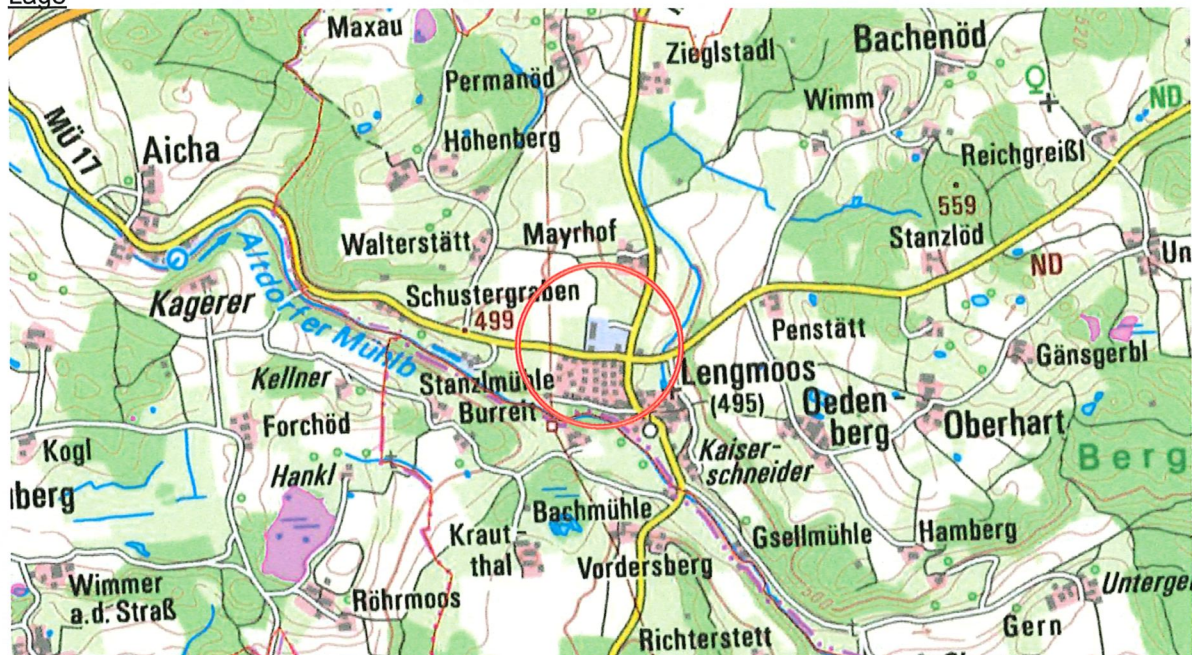 Lage
Maxau
Zieglstadl
Bachenöd
Permanöd
Wimm
ND
MÜ 17
Aicha
Höhenberg
Reichgreißl
559
Stanzlöd
Walterstätt
Mayrhof
ND
Un
Altdorfer Mühlb
Kagerer
Schustergraben
499
Penstätt
Gänsgerbl
Kellner
Stanzlmühle
Lengmoos
(495)
Burreit
Oeden-
berg
Oberhart
Forchöd
Kogl
Hankl
Kaiser-
schneider
Berg
berg
Bachmühle
Kraut-
thal
Gsellmühle
Hamberg
Vordersberg
Wimmer
a.d. Straß
Röhrmoos
500
Unterge
Gern
Richterstett